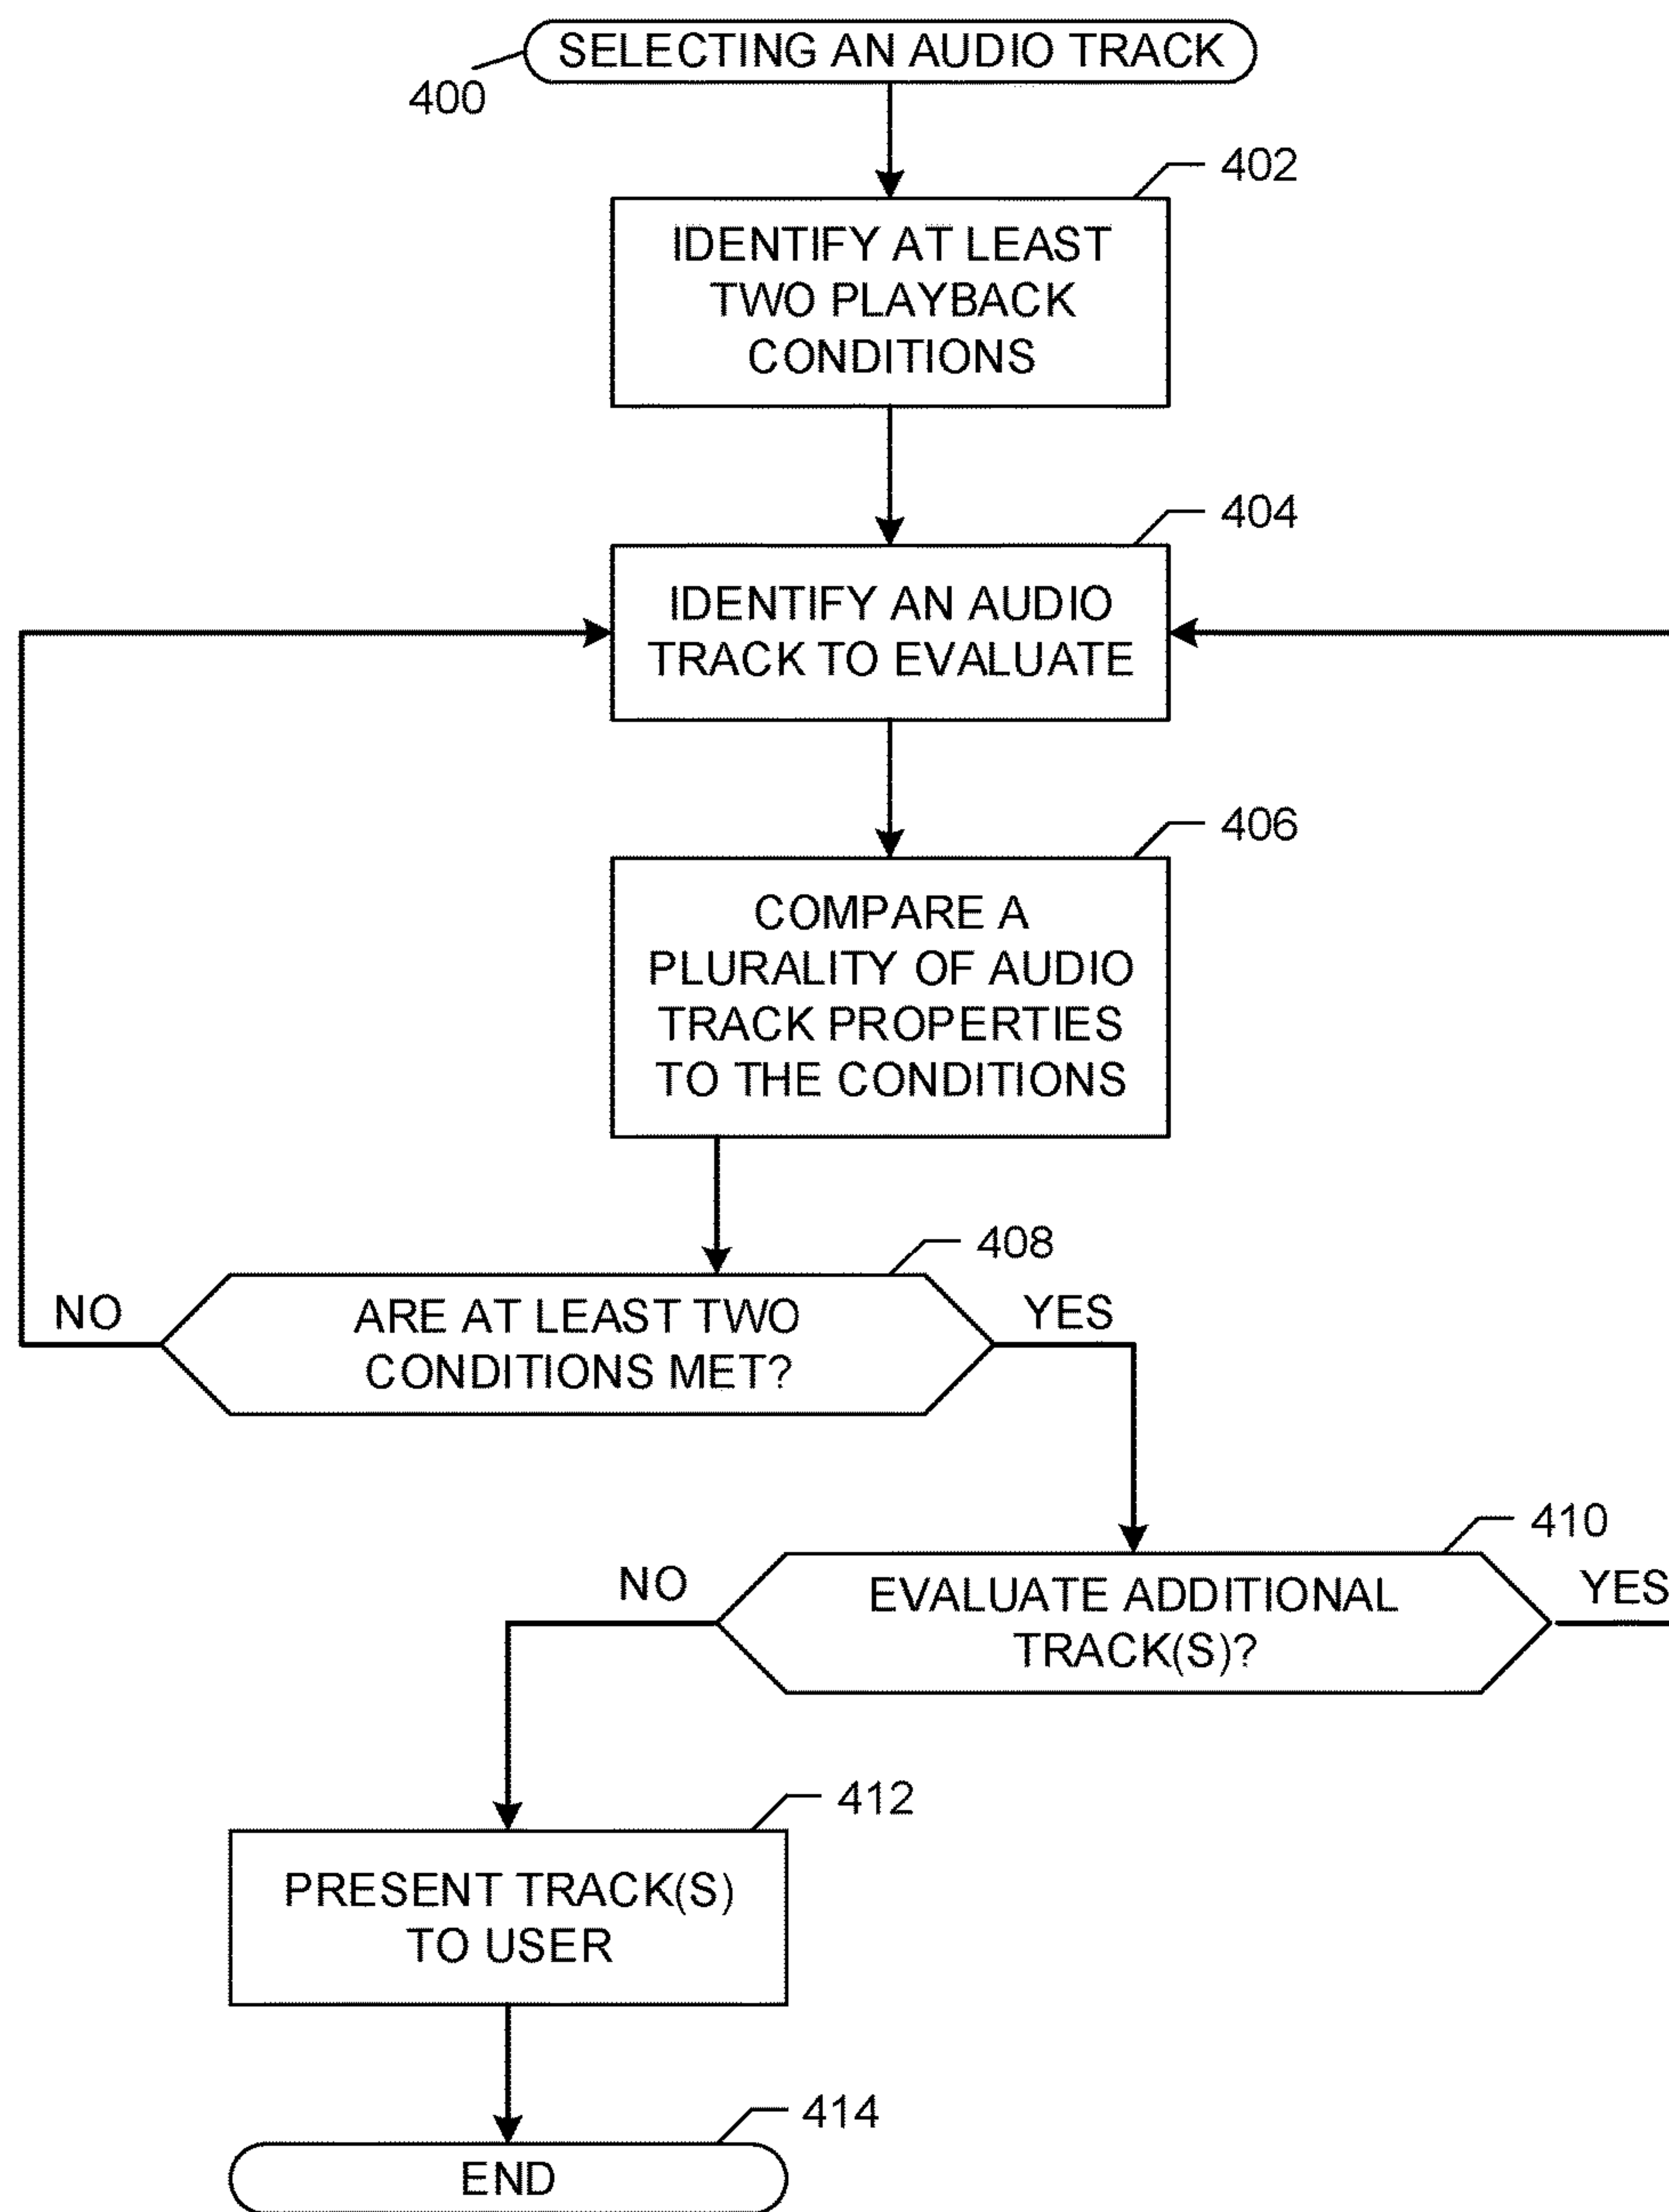 SELECTING AN AUDIO TRACK
400
402
IDENTIFY AT LEAST
TWO PLAYBACK
CONDITIONS
404
IDENTIFY AN AUDIO
TRACK TO EVALUATE
406
COMPARE A
PLURALITY OF AUDIO
TRACK PROPERTIES
TO THE CONDITIONS
408
NO
ARE AT LEAST TWO
CONDITIONS MET?
YES
410
NO
EVALUATE ADDITIONAL
TRACK(S)?
YES
412
PRESENT TRACK(S)
TO USER
414
END